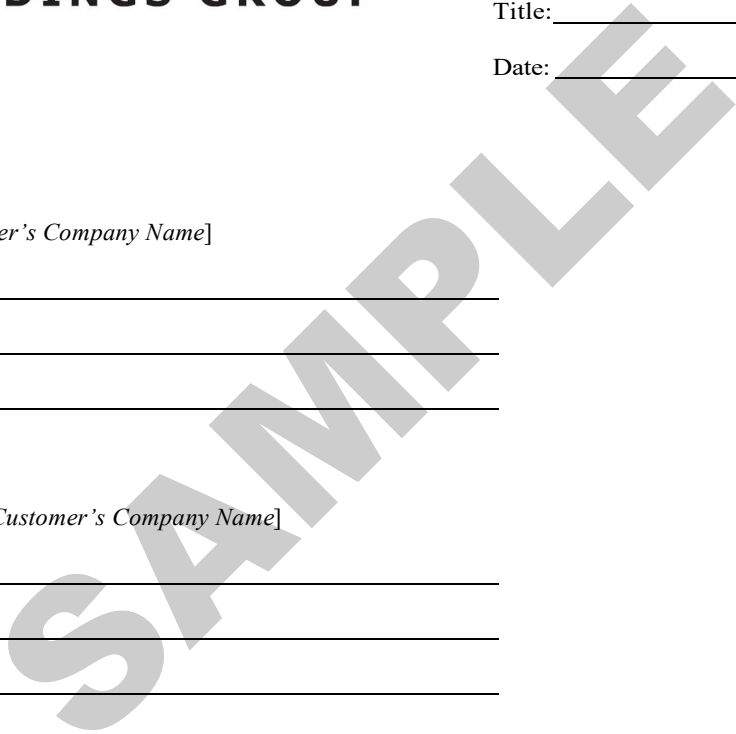 DINGS GROUP
Title:
Date:
er’s Company Name]
Customer’s Company Name]
SAMPLE